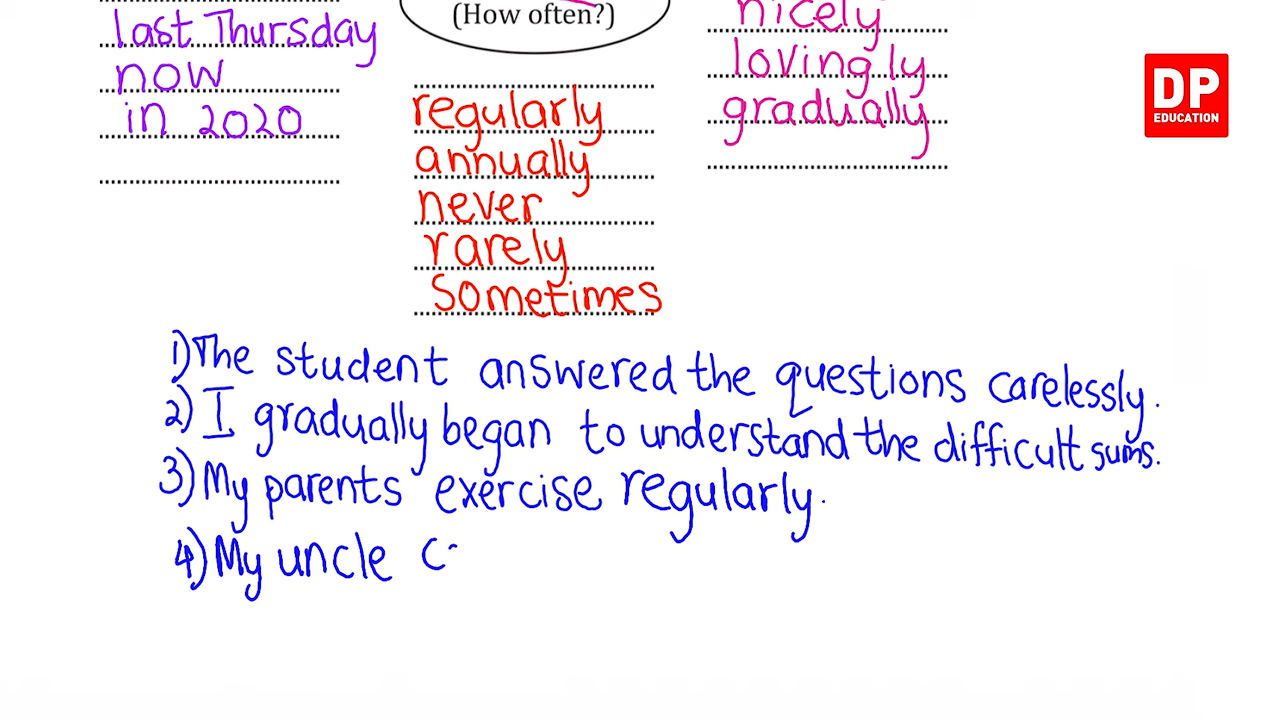 last Thursday
now
in 2020
(How often?)
regularly
annually
never
rarely
sometimes
nicely
lovingly
gradually
DP
EDUCATION
1) The student answered the questions carelessly.
2) I gradually began to understand the difficult sums.
3) My parents exercise regularly.
4) My uncle c